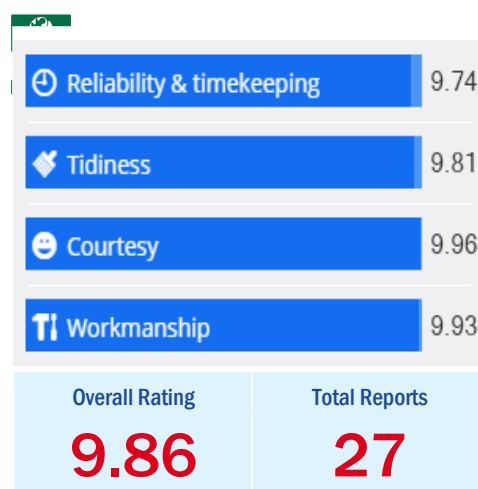 Reliability & timekeeping 9.74
Tidiness 9.81
Courtesy 9.96
Workmanship 9.93
Overall Rating Total Reports
9.86 27